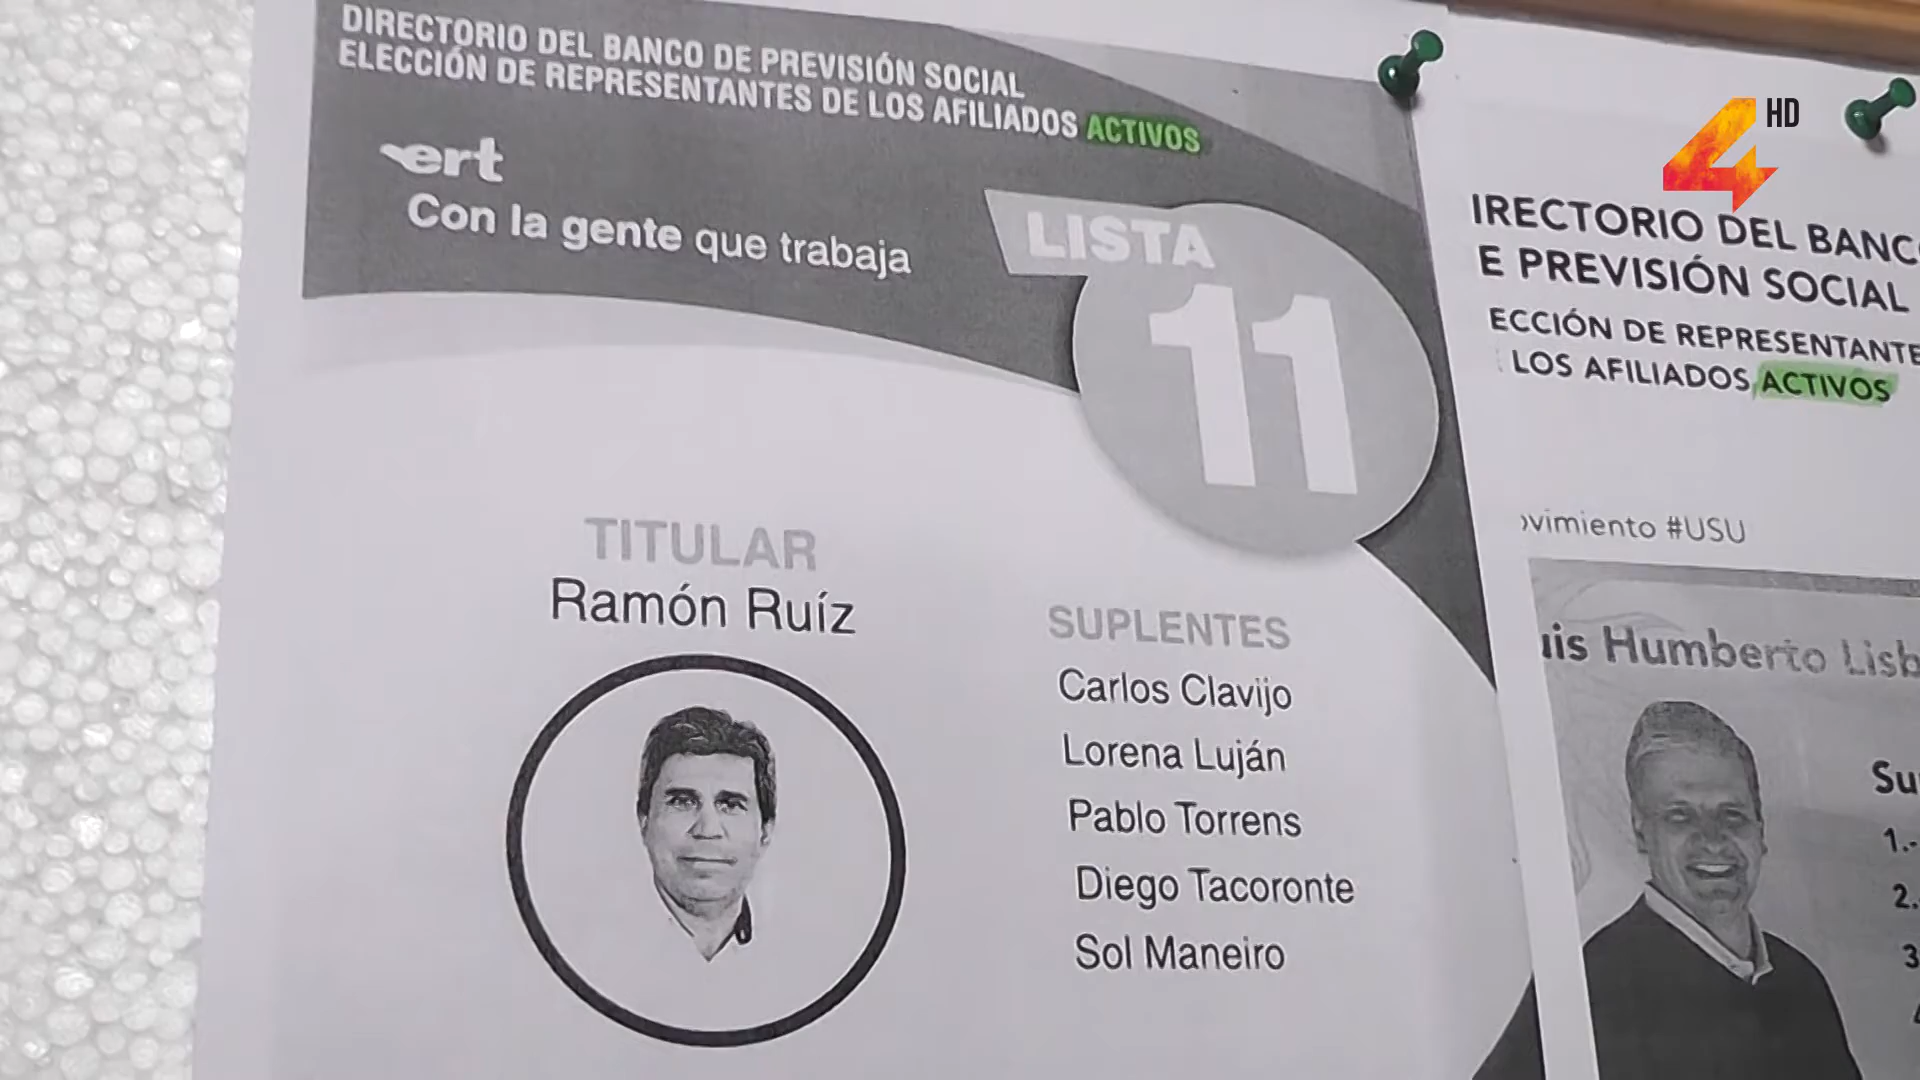 DIRECTORIO DEL BANCO DE PREVISIÓN SOCIAL
ELECCIÓN DE REPRESENTANTES DE LOS AFILIADOS ACTIVOS
ert
Con la gente que trabaja
LISTA
11
TITULAR
Ramón Ruíz
SUPLENTES
Carlos Clavijo
Lorena Luján
Pablo Torrens
Diego Tacoronte
Sol Maneiro
4 HD
IRECTORIO DEL BANC
E PREVISIÓN SOCIAL
ECCIÓN DE REPRESENTANTE
LOS AFILIADOS ACTIVOS
vimiento #USU
uis Humberto Lisb
Su
1.-
2.
3